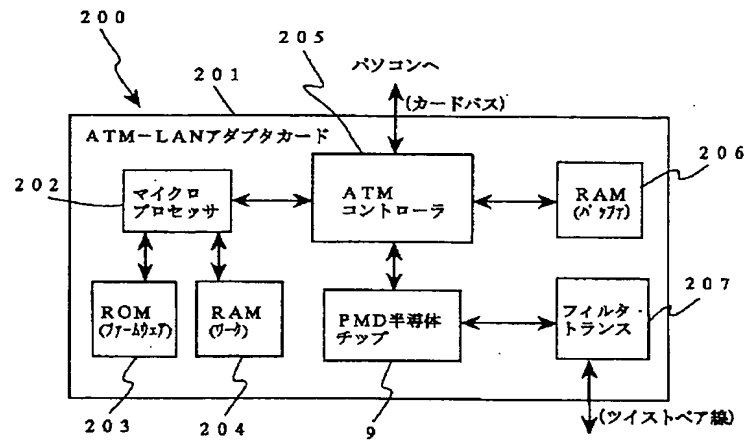 200
205
201
パソコンへ
(カードバス)
ATM-LANアダプタカード
206
202
マイクロ
プロセッサ
ATM
コントローラ
RAM
(バッファ)
207
ROM
(ファームウェア)
RAM
(ワーク)
PMD半導体
チップ
フィルタ・
トランス
203
204
9
(ツイストペア線)